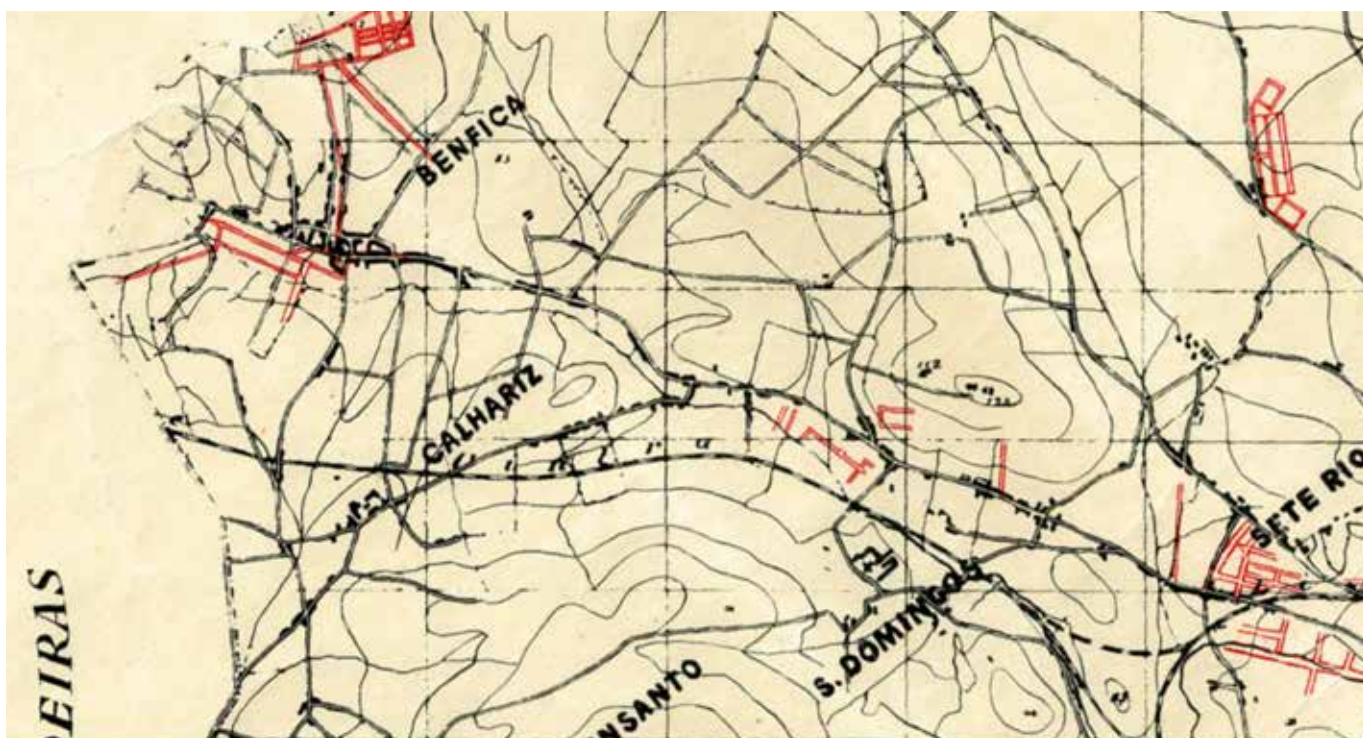 BENFICA
CALHARIZ
SETE RIO
S. DOMINGOS
NSANTO
EIRAS